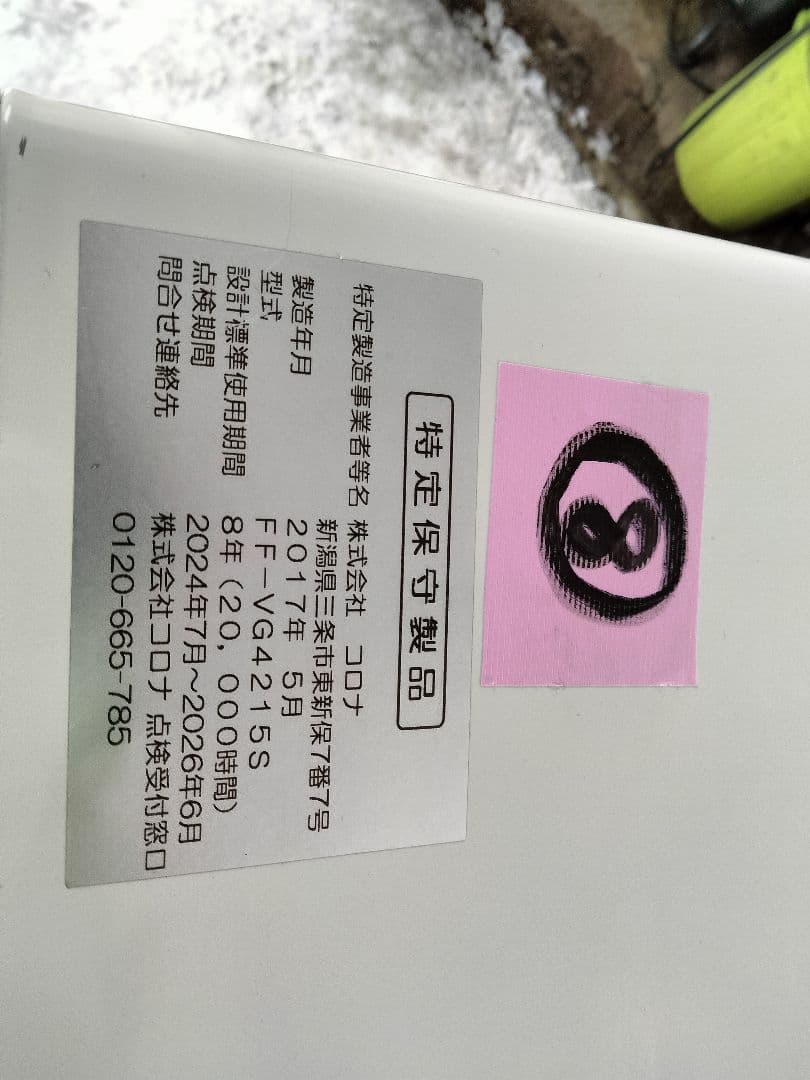 特定保守製品
特定製造事業者等名 株式会社 コロナ
新潟県三条市東新保7番7号
製造年月 2017年 5月
型式 FF-VG4215S
設計標準使用期間 8年(20,000時間)
点検期間 2024年7月~2026年6月
問合せ連絡先 株式会社コロナ 点検受付窓口
0120-665-785
⑧